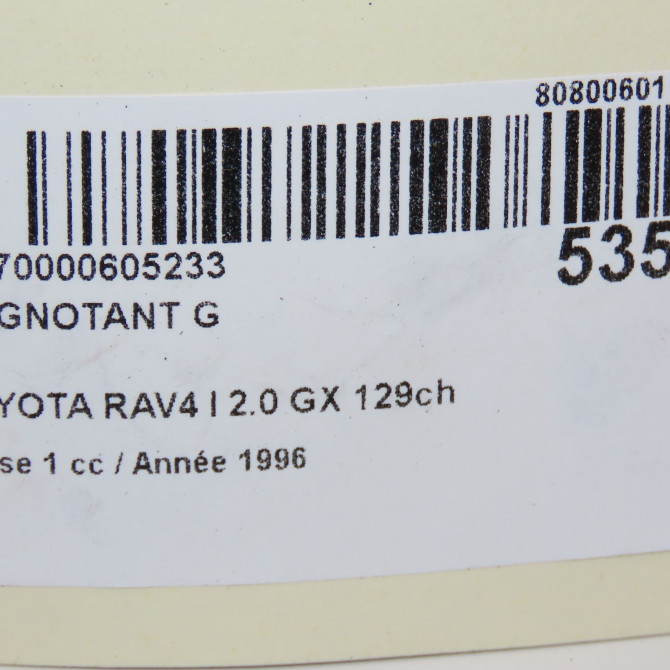 80800601
70000605233
535
GNOTANT G
YOTA RAV4 I 2.0 GX 129ch
se 1 cc / Année 1996